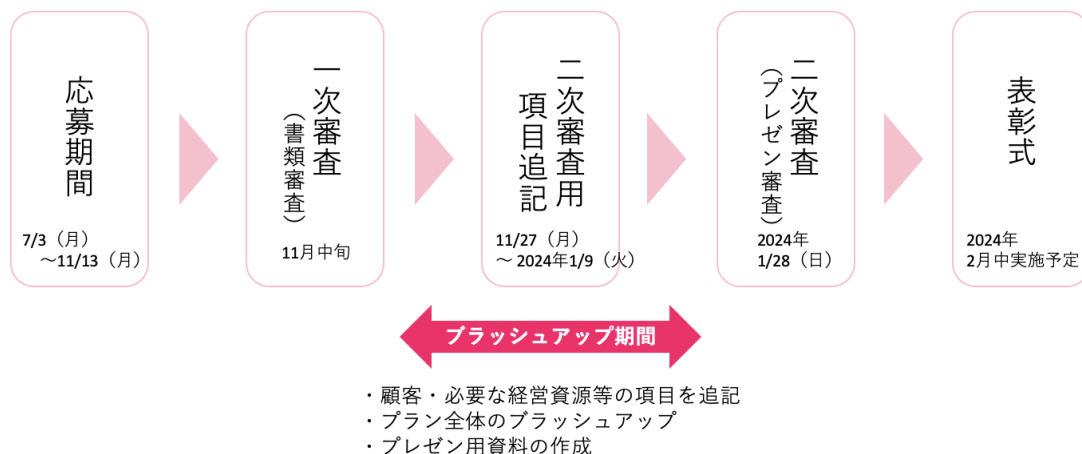 応募期間
7/3（月）
～11/13（月）
一次審査
（書類審査）
11月中旬
二次審査用
項目追記
11/27（月）
～ 2024年1/9（火）
二次審査
（プレゼン審査）
2024年
1/28（日）
表彰式
2024年
2月中実施予定
ブラッシュアップ期間
・顧客・必要な経営資源等の項目を追記
・プラン全体のブラッシュアップ
・プレゼン用資料の作成